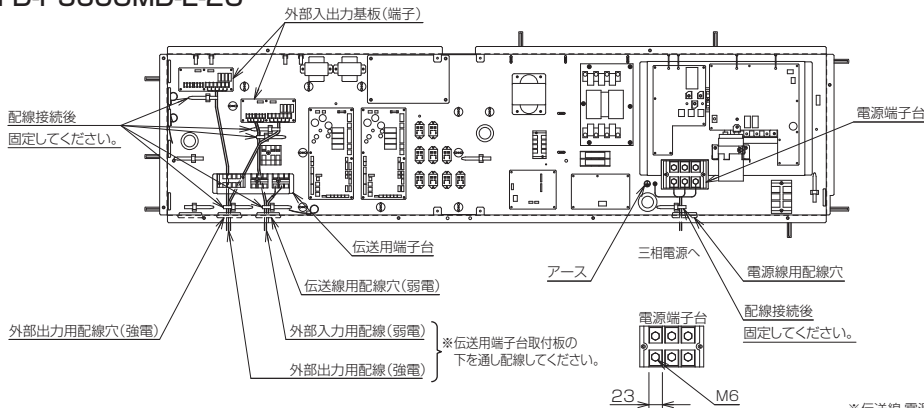 外部入出力基板(端子)
配線接続後
固定してください。
電源端子台
伝送用端子台
アース
三相電源へ
電源線用配線穴
伝送線用配線穴(弱電)
配線接続後
固定してください。
外部出力用配線穴(強電)
外部入力用配線(弱電)
外部出力用配線(強電)
※伝送用端子台取付板の
下を通し配線してください。
電源端子台
23
M6